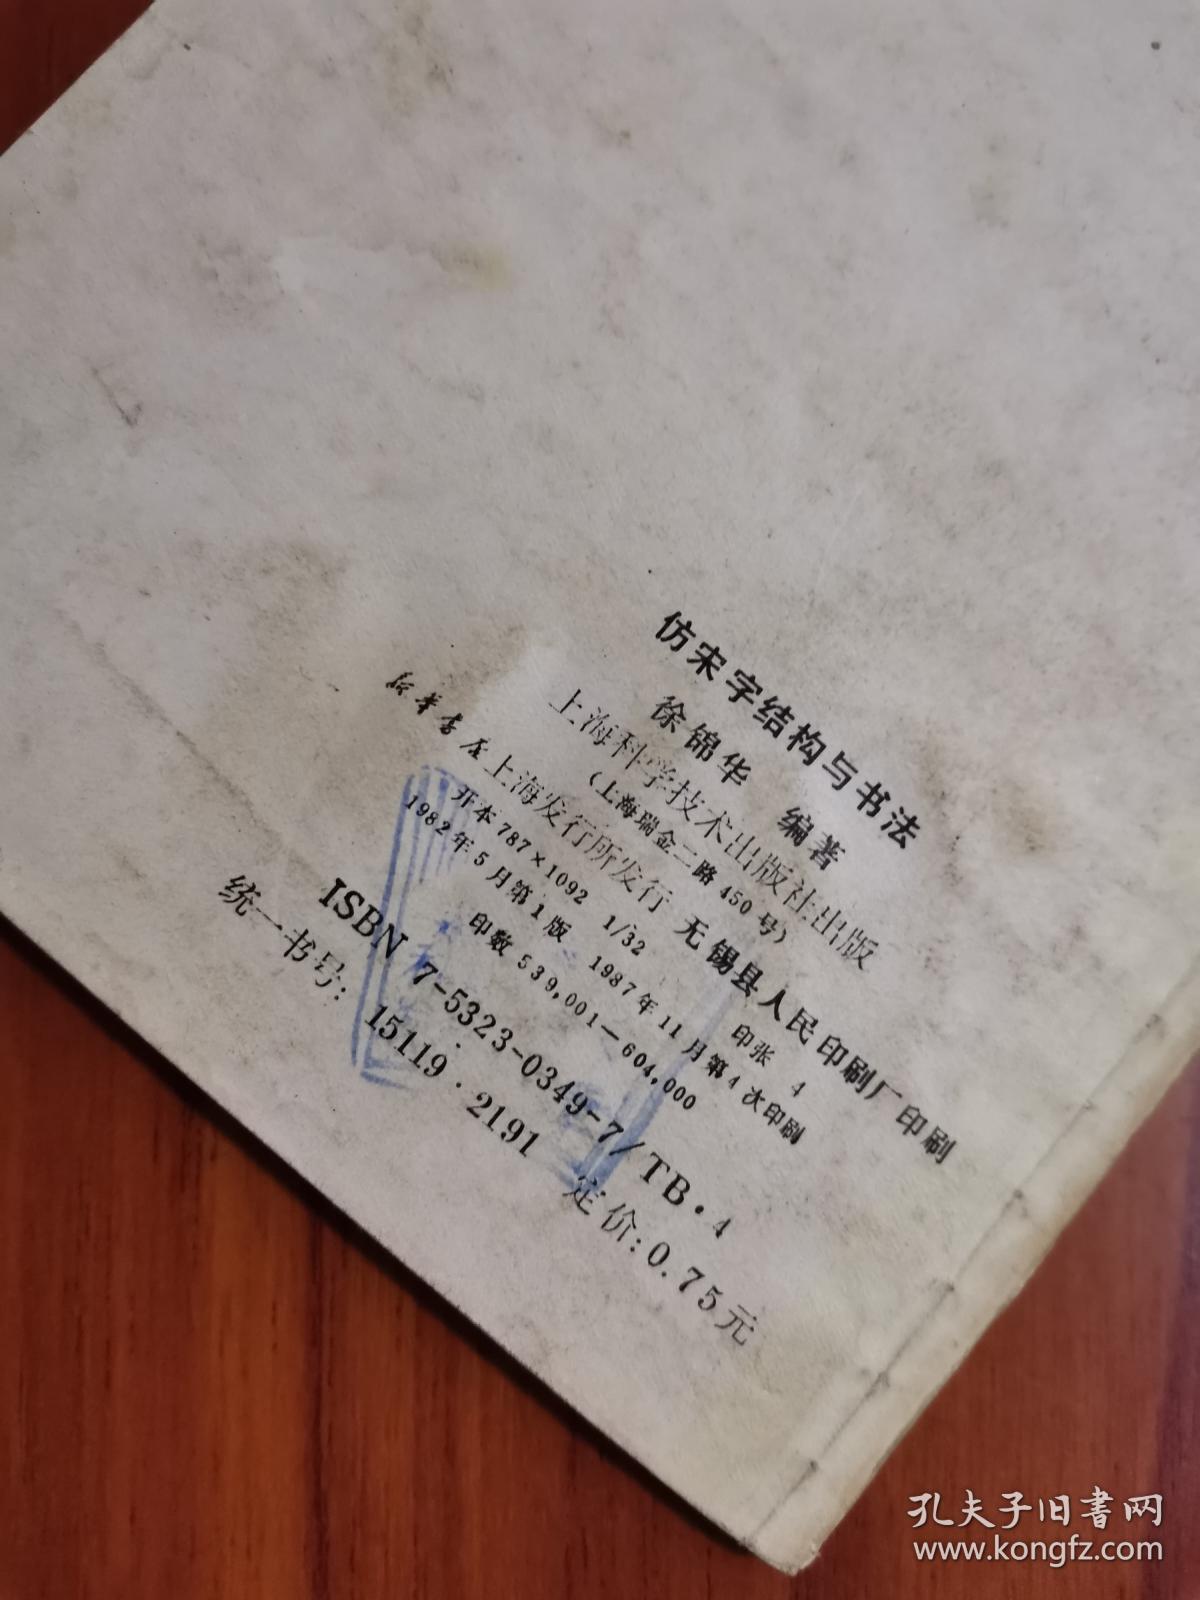 仿宋字结构与书法
徐锦华 编著
上海科学技术出版社出版
(上海瑞金二路450号)
新华书店上海发行所发行 无锡县人民印刷厂印刷
开本787×1092 1/32 印张 4
1982年5月第1版 1987年11月第4次印刷
印数 539,001—604,000
ISBN 7-5323-0349-7/TB·4
统一书号: 15119·2191 定价:0.75元
孔夫子旧書网
www.kongfz.com